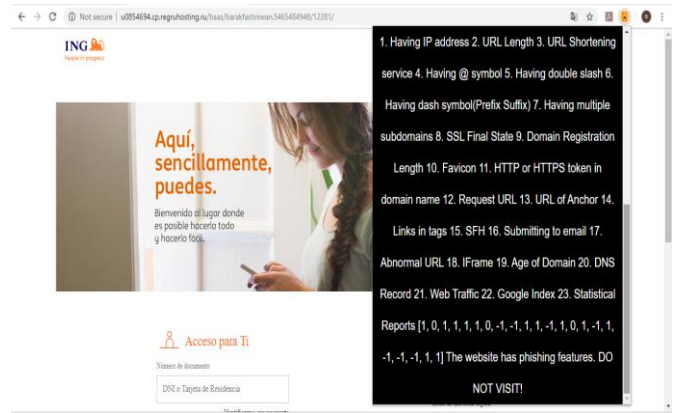 Not secure | u0854694.cp.regruhosting.ru/baas/barakfastiniwan.5465484948/12281/
ING
People in progress
Aquí,
sencillamente,
puedes.
Bienvenido al lugar donde
es posible hacerlo todo
y hacerlo fácil.
Acceso para Ti
Número de documento
DNI o Tarjeta de Residencia
1. Having IP address 2. URL Length 3. URL Shortening
service 4. Having @ symbol 5. Having double slash 6.
Having dash symbol(Prefix Suffix) 7. Having multiple
subdomains 8. SSL Final State 9. Domain Registration
Length 10. Favicon 11. HTTP or HTTPS token in
domain name 12. Request URL 13. URL of Anchor 14.
Links in tags 15. SFH 16. Submitting to email 17.
Abnormal URL 18. IFrame 19. Age of Domain 20. DNS
Record 21. Web Traffic 22. Google Index 23. Statistical
Reports [1, 0, 1, 1, 1, 1, 0, -1, -1, 1, 1, -1, 1, 0, 1, -1, 1,
-1, -1, -1, 1, 1] The website has phishing features. DO
NOT VISIT!